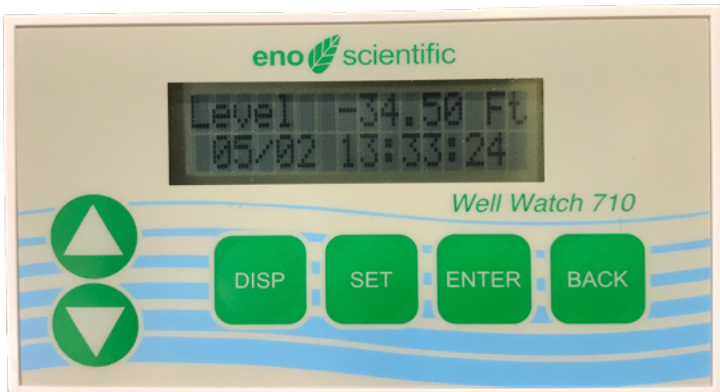 eno scientific
Level -34.50 Ft
05/02 13:33:24
Well Watch 710
DISP SET ENTER BACK